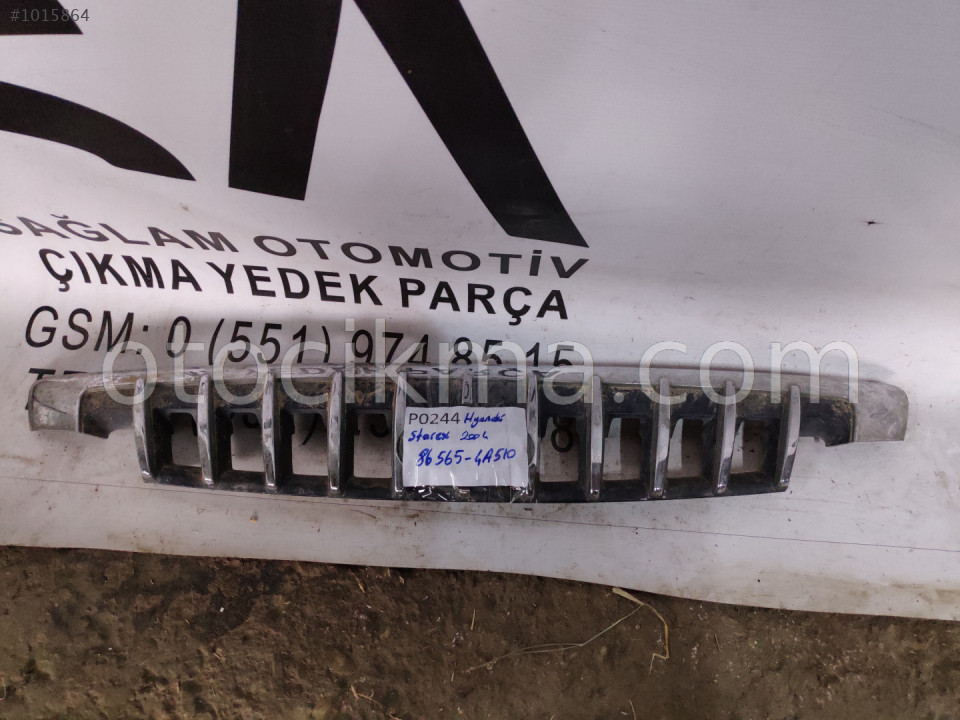 #1015864
SAĞLAM OTOMOTİV
ÇIKMA YEDEK PARÇA
GSM: 0 (551) 974 85 15
otocikma.com
P0244 Hyundai
Starex 2004
86565-4A510